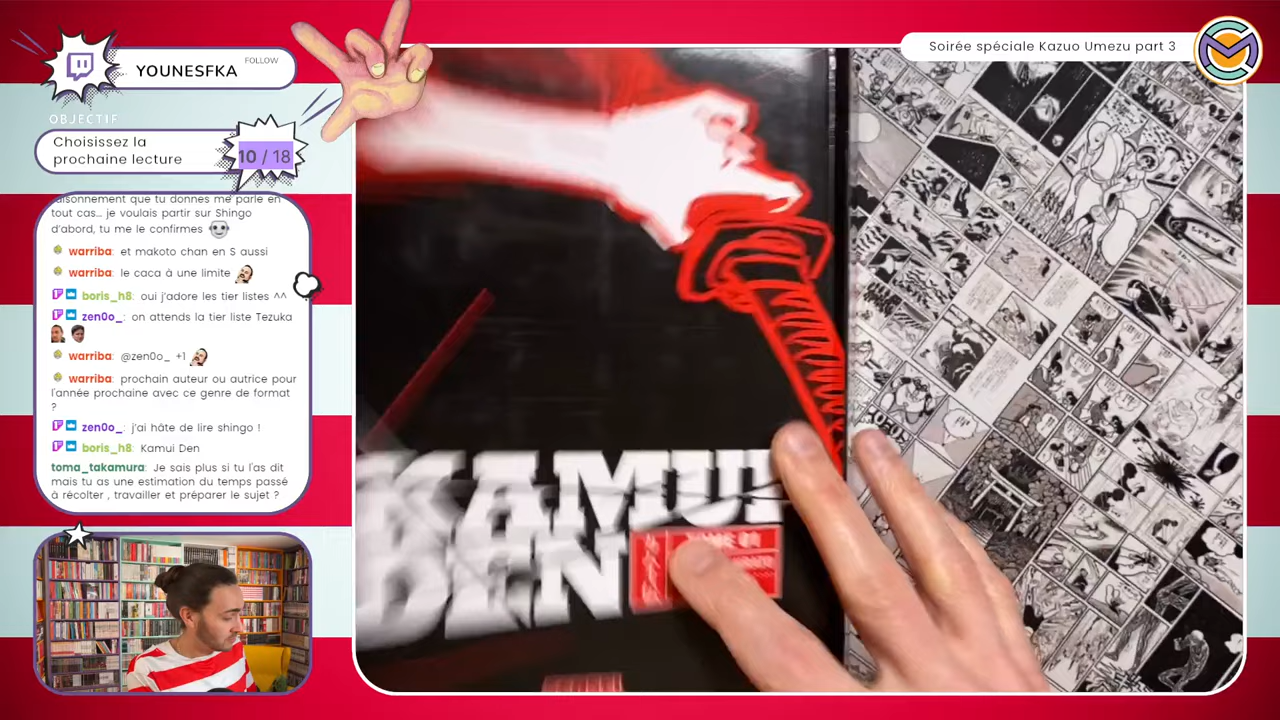 YOUNESFKA
FOLLOW
Soirée spéciale Kazuo Umezu part 3
OBJECTIF
Choisissez la
prochaine lecture
10 / 18
que tu donnes me parle en
tout cas... je voulais partir sur Shingo
d'abord, tu me le confirmes
warriba: et makoto chan en S aussi
warriba: le caca à une limite
boris_h8: oui j'adore les tier listes ^^
zen0o_: on attends la tier liste Tezuka
warriba: @zen0o_ +1
warriba: prochain auteur ou autrice pour
l'année prochaine avec ce genre de format
?
zen0o_: j'ai hâte de lire shingo !
boris_h8: Kamui Den
toma_takamura: Je sais plus si tu l'as dit
mais tu as une estimation du temps passé
à récolter , travailler et préparer le sujet ?
KAMUI
DEN